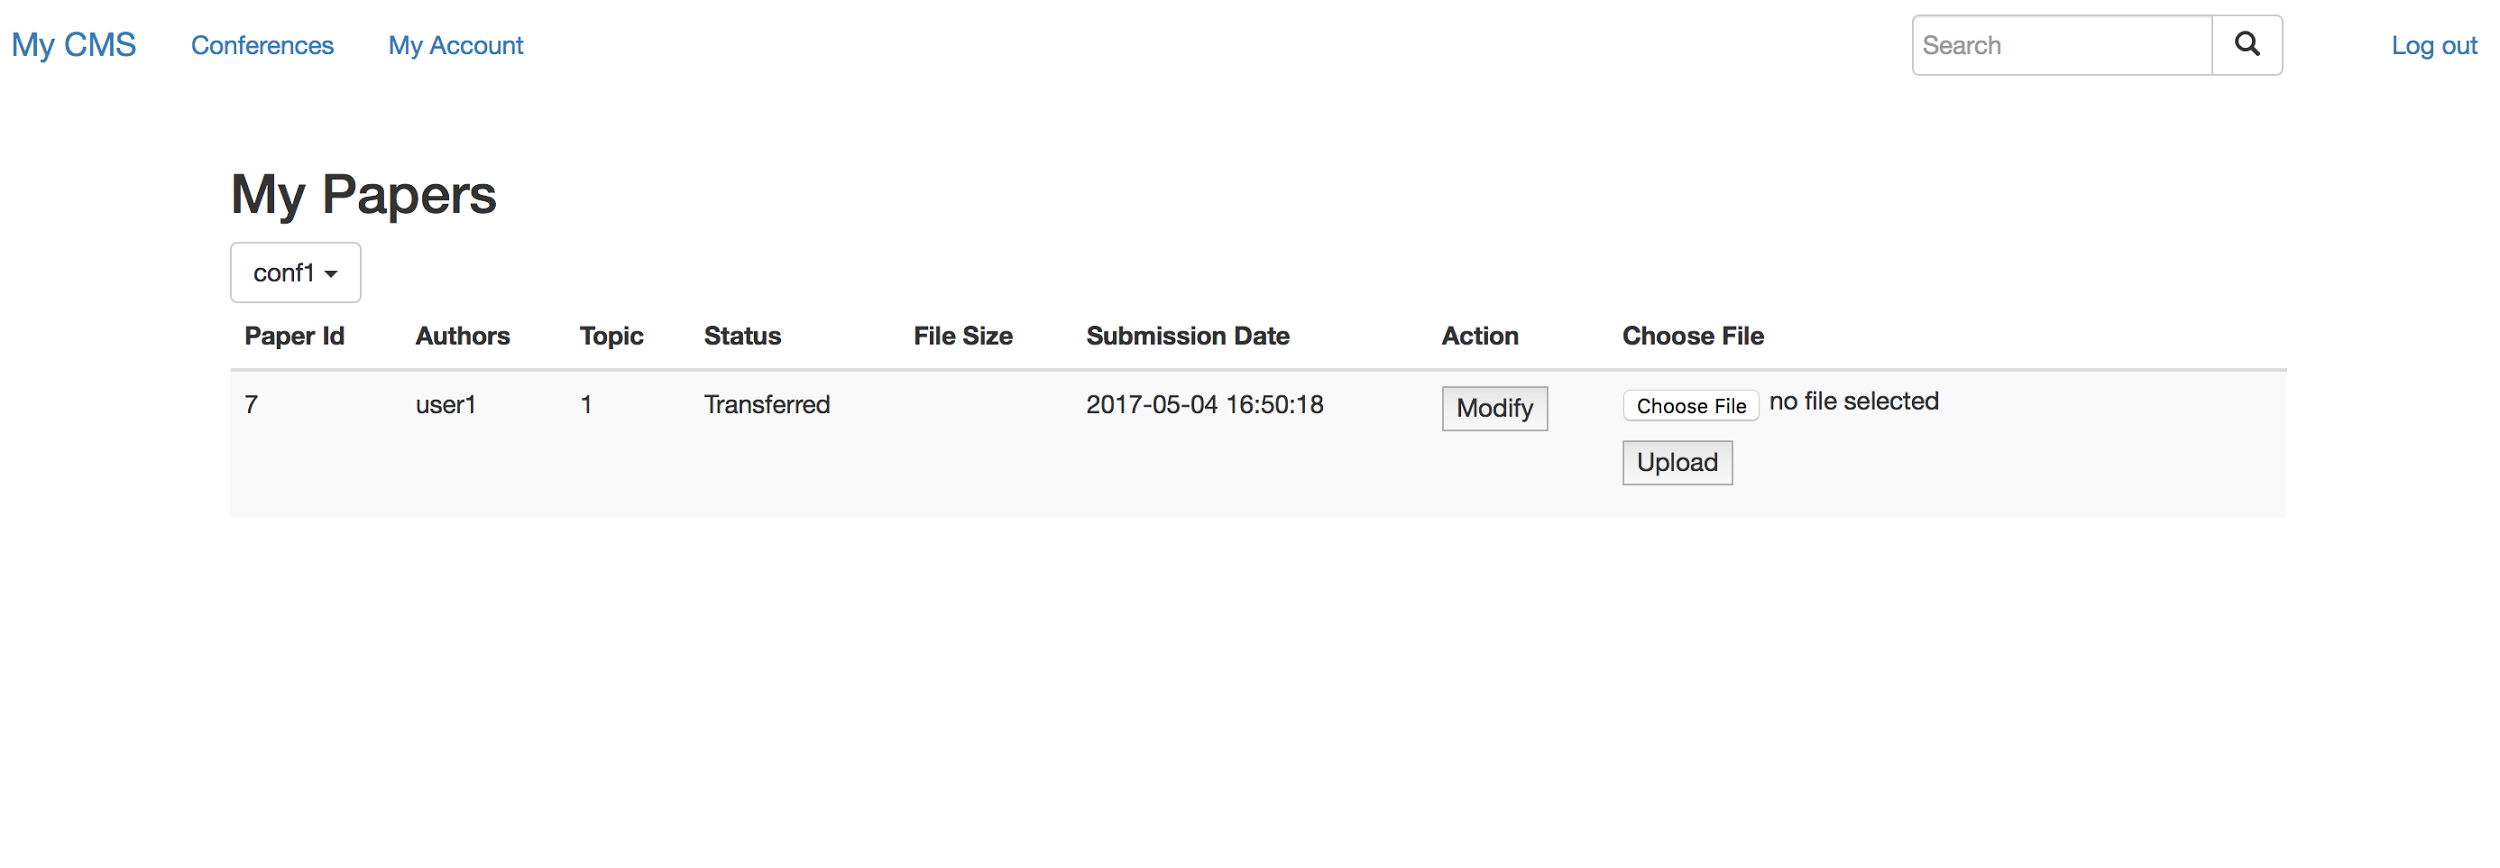 My CMS Conferences My Account Search Log out
My Papers
conf1
Paper Id Authors Topic Status File Size Submission Date Action Choose File
7 user1 1 Transferred 2017-05-04 16:50:18 Modify Choose File no file selected
Upload